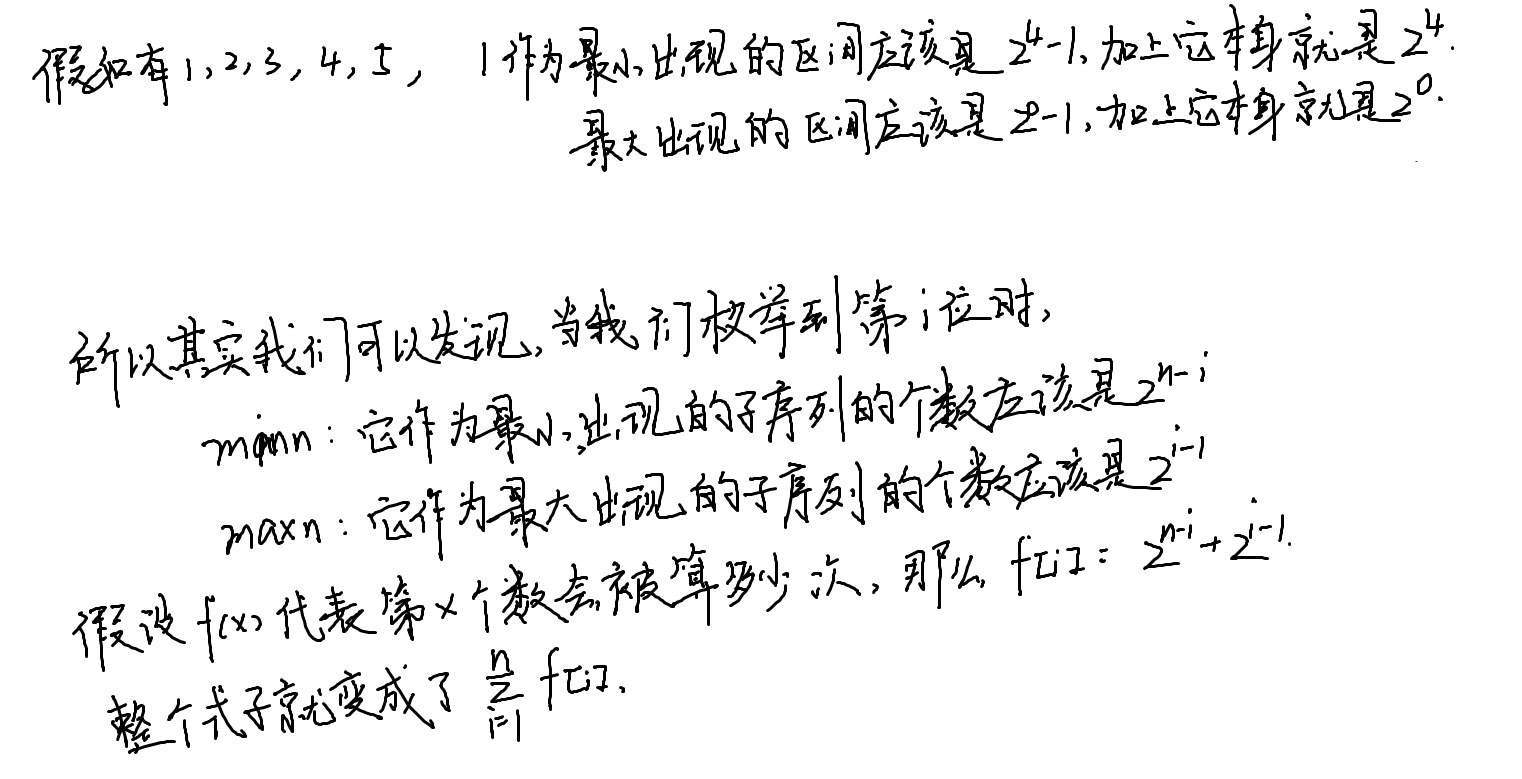 假如有1,2,3,4,5, 1作为最小出现的区间应该是2^4-1,加上它本身就是2^4.
最大出现的区间应该是2^0-1,加上它本身就是2^0.
所以其实我们可以发现,当我们枚举到第i位时,
minn: 它作为最小出现的子序列的个数应该是2^{n-i}
maxn: 它作为最大出现的子序列的个数应该是2^{i-1}
假设f(x)代表第x个数会被算多少次,那么f[i]=2^{n-i}+2^{i-1}.
整个式子就变成了\sum_{i=1}^{n} f[i].